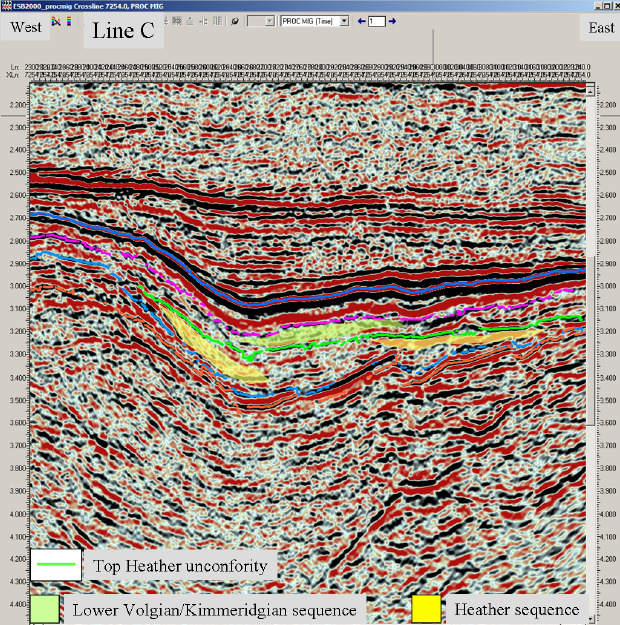 ESB2000_procmig Crossline 7254.0, PROC MIG
West
Line C
PROC MIG (Time)
1
East
Ln:
XLn:
2.200 2.200
2.300 2.300
2.400 2.400
2.500 2.500
2.600 2.600
2.700 2.700
2.800 2.800
2.900 2.900
3.000 3.000
3.100 3.100
3.200 3.200
3.300 3.300
3.400 3.400
3.500 3.500
3.600 3.600
3.700 3.700
3.800 3.800
3.900 3.900
4.000 4.000
4.100 4.100
4.200 4.200
4.300 4.300
4.400 4.400
Top Heather unconfority
Lower Volgian/Kimmeridgian sequence
Heather sequence